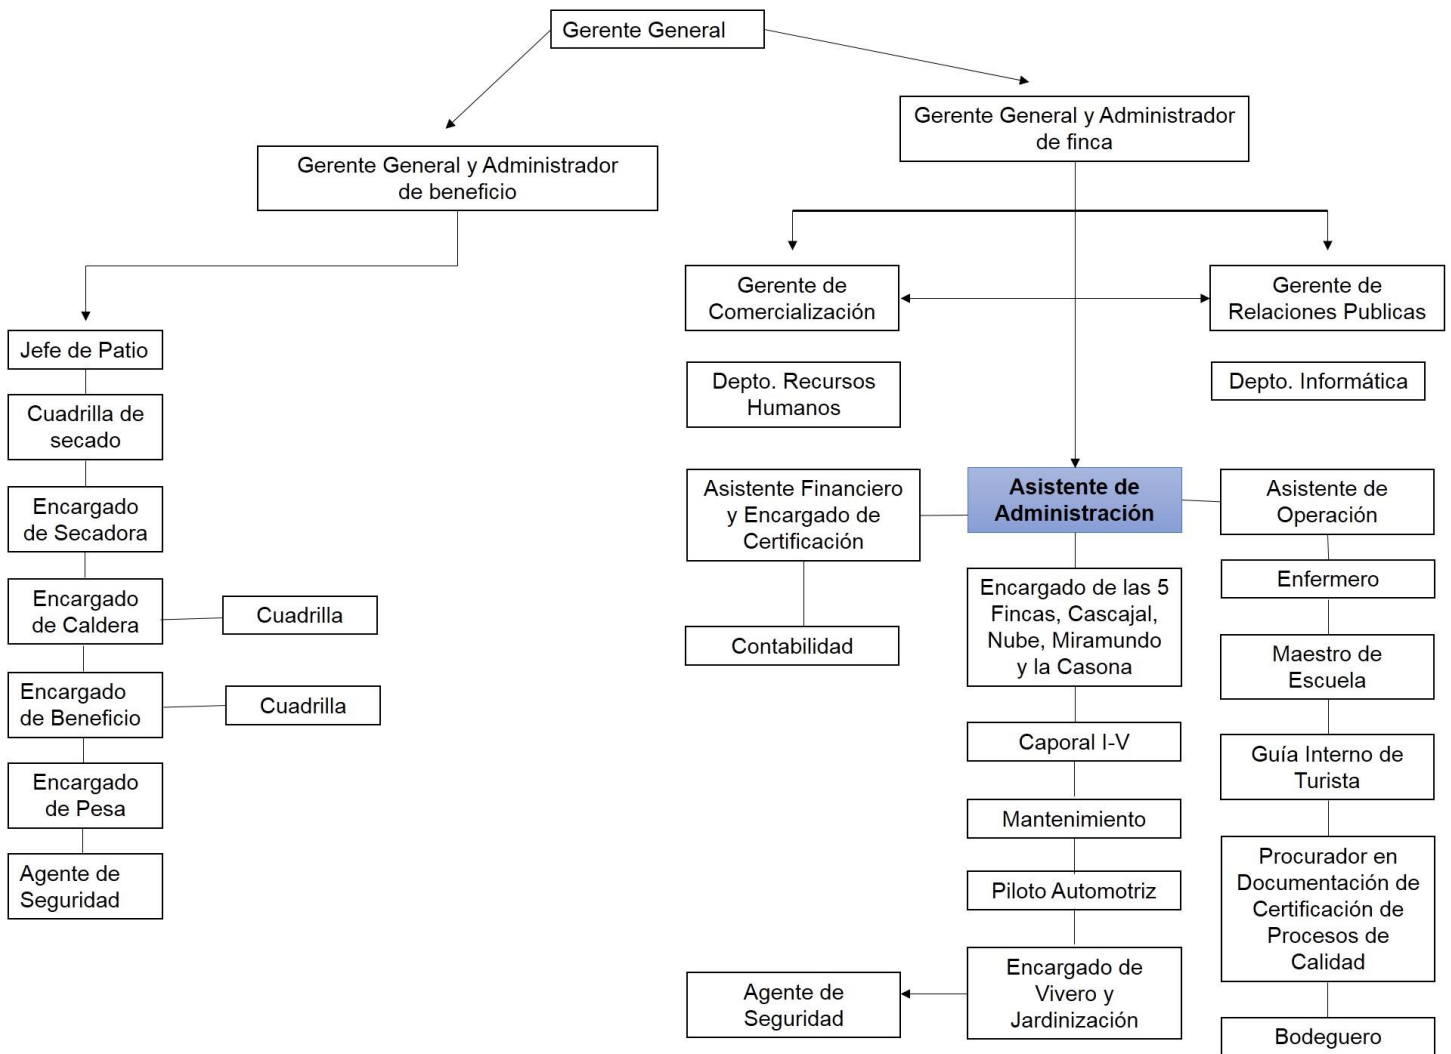 Gerente General
Gerente General y Administrador
de finca
Gerente General y Administrador
de beneficio
Gerente de
Comercialización
Gerente de
Relaciones Publicas
Jefe de Patio
Depto. Recursos
Humanos
Depto. Informática
Cuadrilla de
secado
Asistente Financiero
y Encargado de
Certificación
Asistente de
Administración
Asistente de
Operación
Encargado
de Secadora
Enfermero
Encargado de las 5
Fincas, Cascajal,
Nube, Miramundo
y la Casona
Encargado
de Caldera
Cuadrilla
Contabilidad
Maestro de
Escuela
Encargado
de Beneficio
Cuadrilla
Caporal I-V
Guía Interno de
Turista
Encargado
de Pesa
Mantenimiento
Procurador en
Documentación de
Certificación de
Procesos de
Calidad
Agente de
Seguridad
Piloto Automotriz
Encargado de
Vivero y
Jardinización
Agente de
Seguridad
Bodeguero